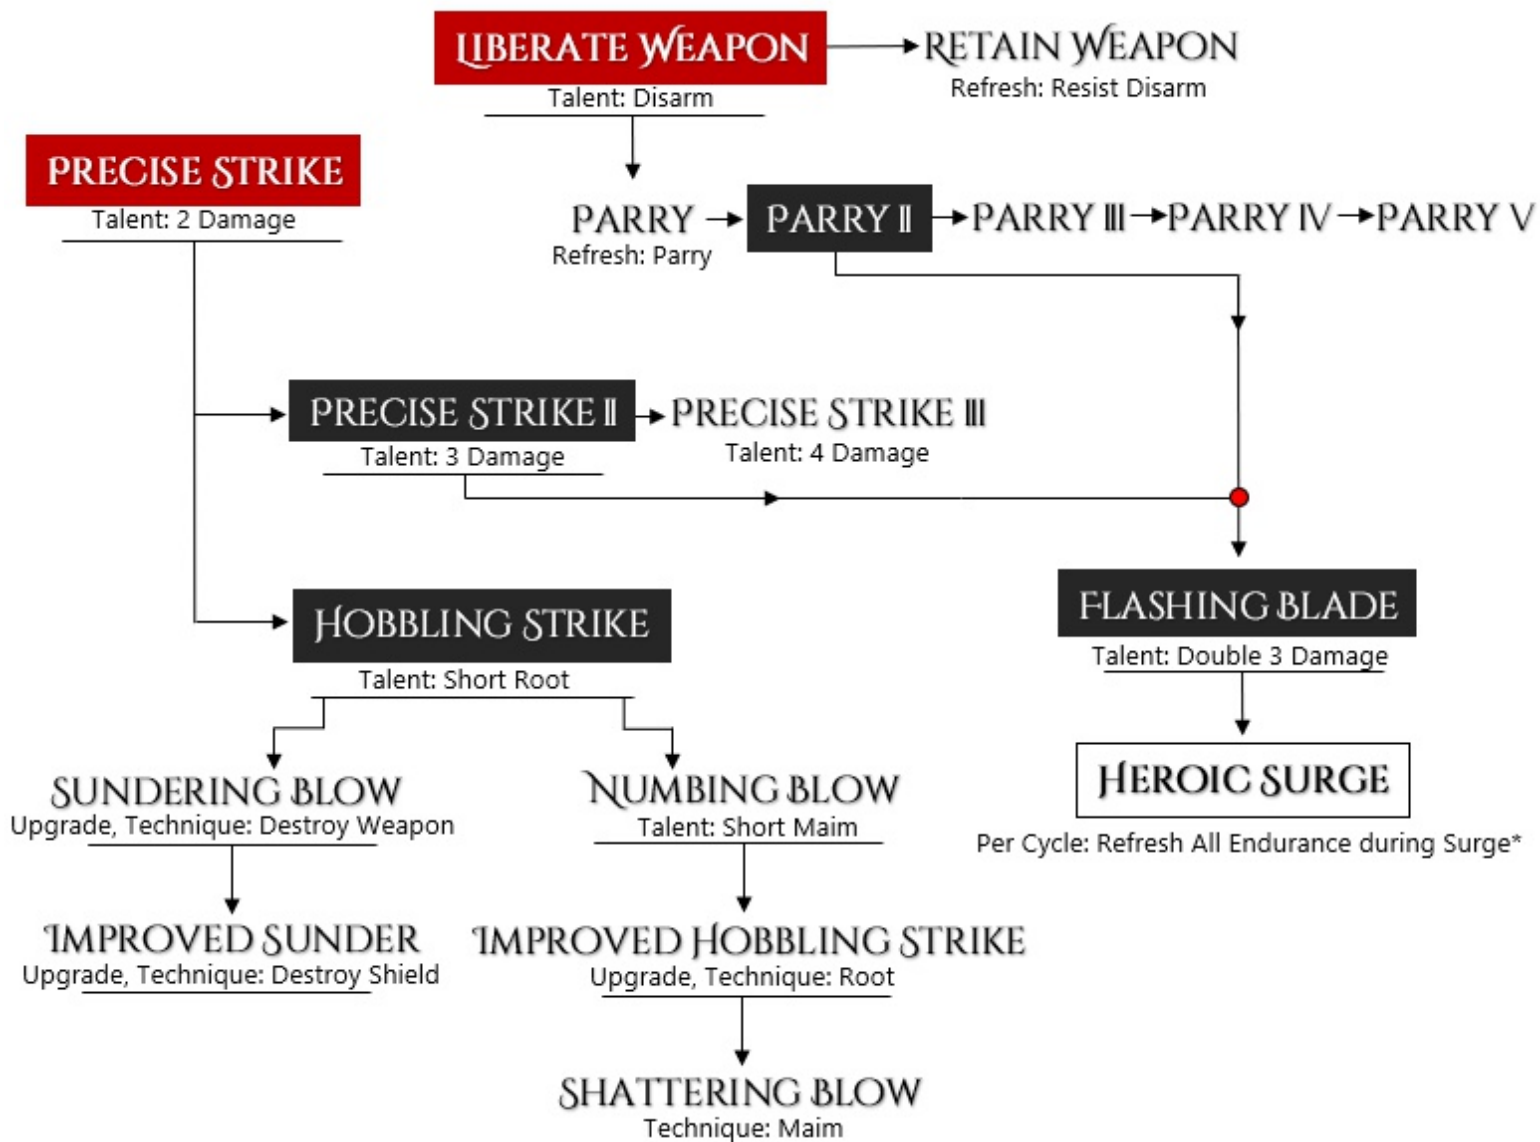 Liberate Weapon
Talent: Disarm
Retain Weapon
Refresh: Resist Disarm
Precise Strike
Talent: 2 Damage
Parry
Refresh: Parry
Parry II
Parry III
Parry IV
Parry V
Precise Strike II
Talent: 3 Damage
Precise Strike III
Talent: 4 Damage
Hobbling Strike
Talent: Short Root
Flashing Blade
Talent: Double 3 Damage
Sundering Blow
Upgrade, Technique: Destroy Weapon
Numbing Blow
Talent: Short Maim
Heroic Surge
Per Cycle: Refresh All Endurance during Surge*
Improved Sunder
Upgrade, Technique: Destroy Shield
Improved Hobbling Strike
Upgrade, Technique: Root
Shattering Blow
Technique: Maim